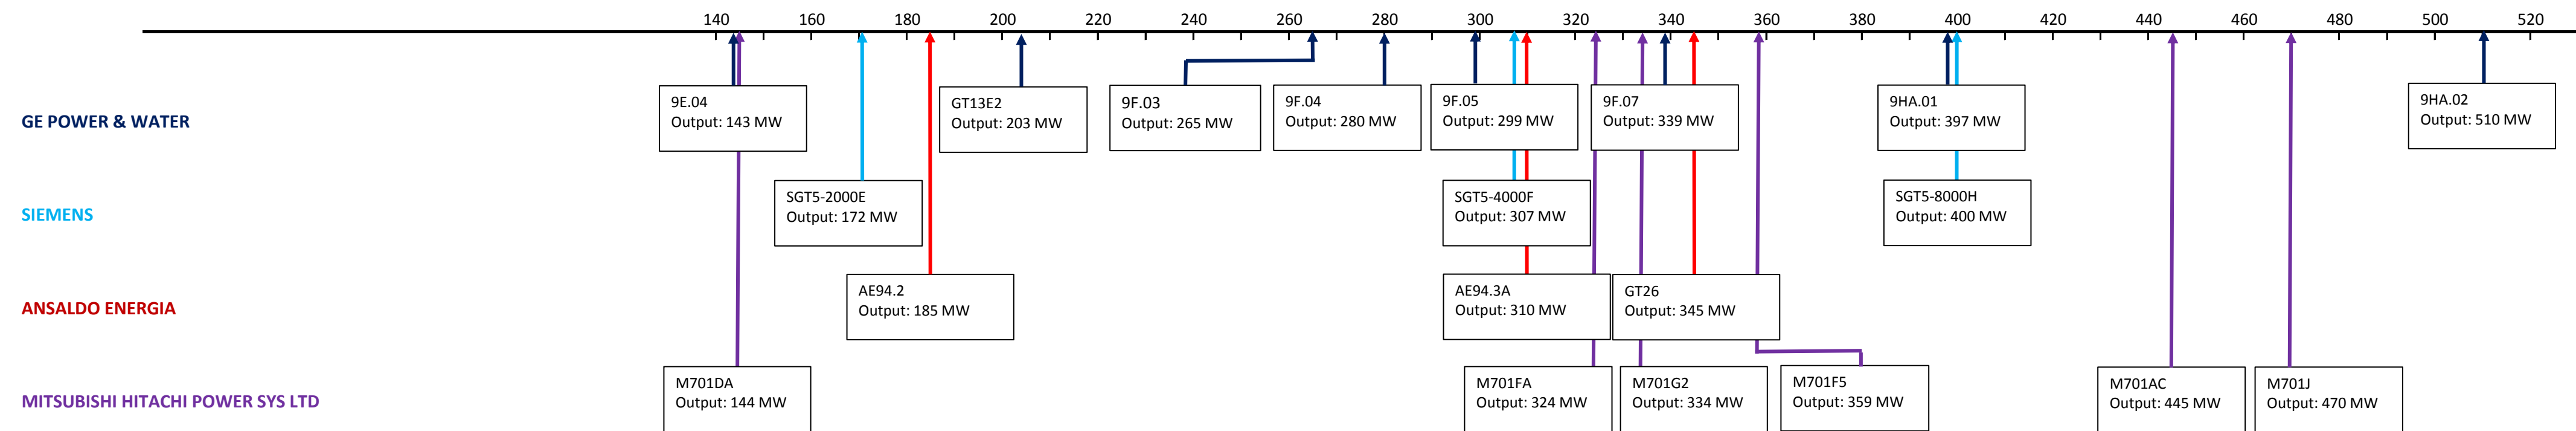 140 160 180 200 220 240 260 280 300 320 340 360 380 400 420 440 460 480 500 520
GE POWER & WATER
9E.04
Output: 143 MW
GT13E2
Output: 203 MW
9F.03
Output: 265 MW
9F.04
Output: 280 MW
9F.05
Output: 299 MW
9F.07
Output: 339 MW
9HA.01
Output: 397 MW
9HA.02
Output: 510 MW
SIEMENS
SGT5-2000E
Output: 172 MW
SGT5-4000F
Output: 307 MW
SGT5-8000H
Output: 400 MW
ANSALDO ENERGIA
AE94.2
Output: 185 MW
AE94.3A
Output: 310 MW
GT26
Output: 345 MW
MITSUBISHI HITACHI POWER SYS LTD
M701DA
Output: 144 MW
M701FA
Output: 324 MW
M701G2
Output: 334 MW
M701F5
Output: 359 MW
M701AC
Output: 445 MW
M701J
Output: 470 MW